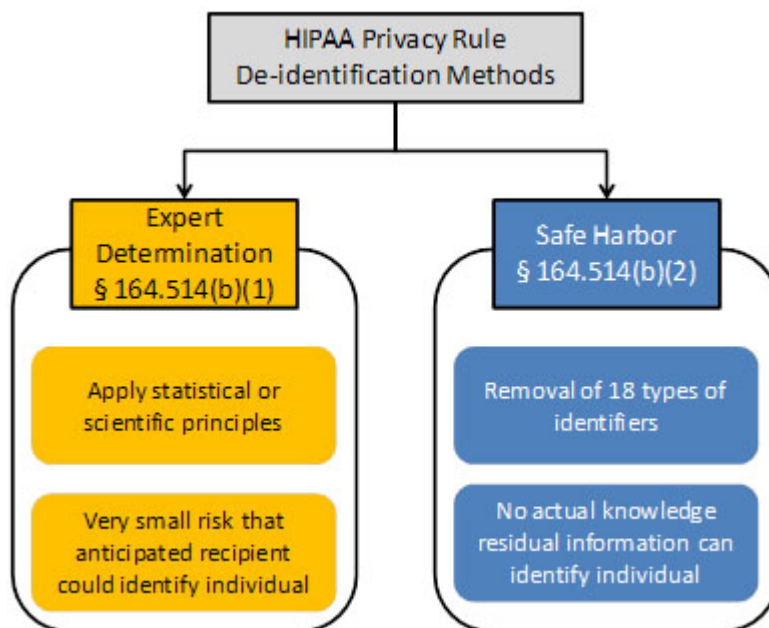 HIPAA Privacy Rule
De-identification Methods
Expert
Determination
§ 164.514(b)(1)
Apply statistical or
scientific principles
Very small risk that
anticipated recipient
could identify individual
Safe Harbor
§ 164.514(b)(2)
Removal of 18 types of
identifiers
No actual knowledge
residual information can
identify individual